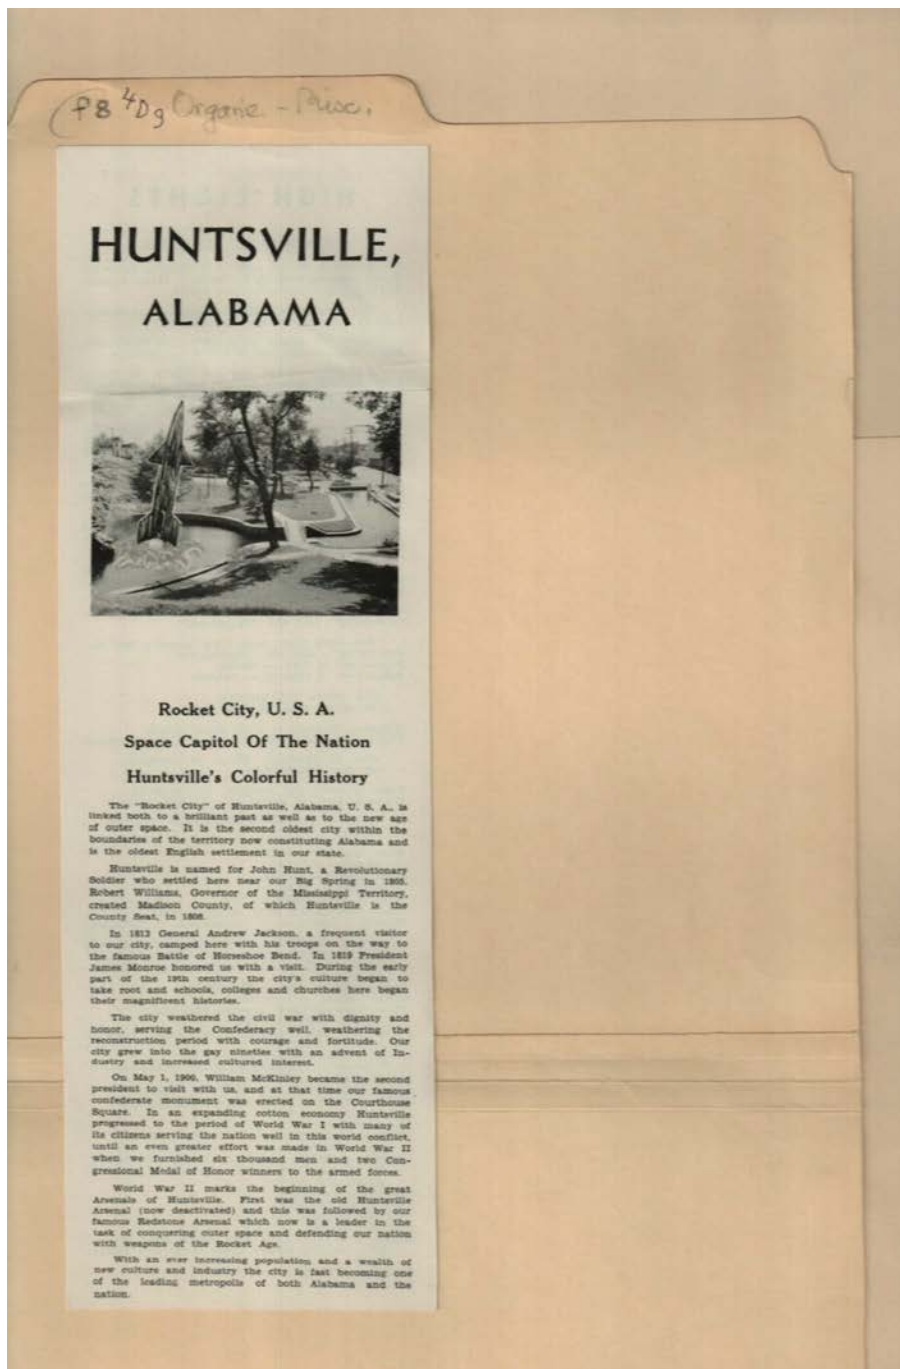 f8 4Dg Organic. - Misc.
HUNTSVILLE,
ALABAMA
Rocket City, U. S. A.
Space Capitol Of The Nation
Huntsville's Colorful History
The "Rocket City" of Huntsville, Alabama, U. S. A., is
linked both to a brilliant past as well as to the new age
of outer space. It is the second oldest city within the
boundaries of the territory now constituting Alabama and
is the oldest English settlement in our state.
Huntsville is named for John Hunt, a Revolutionary
Soldier who settled here near our Big Spring in 1805.
Robert Williams, Governor of the Mississippi Territory,
created Madison County, of which Huntsville is the
County Seat, in 1808.
In 1813 General Andrew Jackson, a frequent visitor
to our city, camped here with his troops on the way to
the famous Battle of Horseshoe Bend. In 1819 President
James Monroe honored us with a visit. During the early
part of the 19th century the city's culture began to
take root and schools, colleges and churches here began
their magnificent histories.
The city weathered the civil war with dignity and
honor, serving the Confederacy well, weathering the
reconstruction period with courage and fortitude. Our
city grew into the gay nineties with an advent of In-
dustry and increased cultured interest.
On May 1, 1900, William McKinley became the second
president to visit with us, and at that time our famous
confederate monument was erected on the Courthouse
Square. In an expanding cotton economy Huntsville
progressed to the period of World War I with many of
its citizens serving the nation well in this world conflict,
until an even greater effort was made in World War II
when we furnished six thousand men and two Con-
gressional Medal of Honor winners to the armed forces.
World War II marks the beginning of the great
Arsenals of Huntsville. First was the old Huntsville
Arsenal (now deactivated) and this was followed by our
famous Redstone Arsenal which now is a leader in the
task of conquering outer space and defending our nation
with weapons of the Rocket Age.
With an ever increasing population and a wealth of
new culture and industry the city is fast becoming one
of the leading metropolis of both Alabama and the
nation.